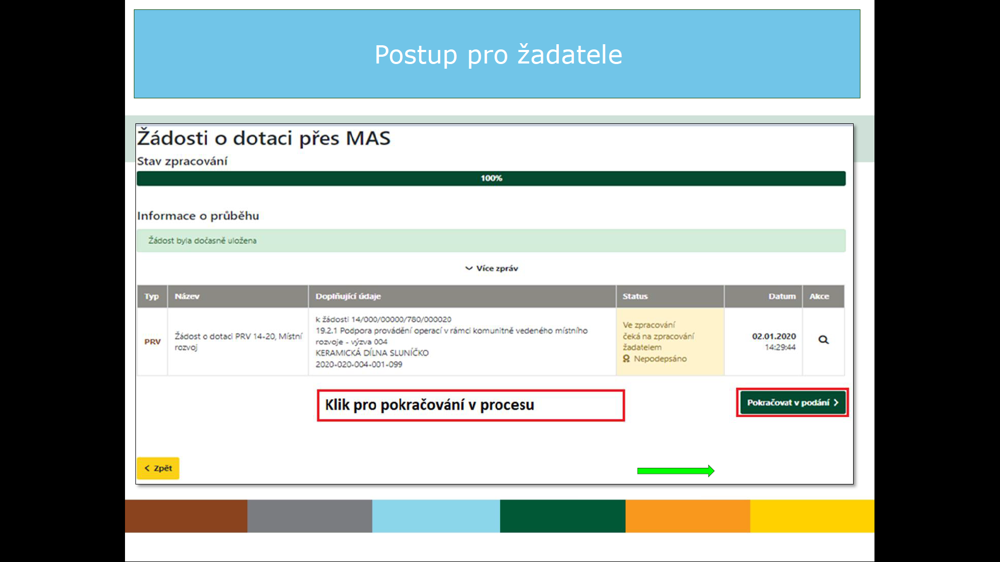 Postup pro žadatele
Žádosti o dotaci přes MAS
Stav zpracování
100%
Informace o průběhu
Žádost byla dočasně uložena
Více zpráv
Typ Název Doplňující údaje Status Datum Akce
PRV
Žádost o dotaci PRV 14-20, Místní
rozvoj
k žádosti 14/000/00000/780/000020
19.2.1 Podpora provádění operací v rámci komunitně vedeného místního
rozvoje - výzva 004
KERAMICKÁ DÍLNA SLUNÍČKO
2020-020-004-001-099
Ve zpracování
čeká na zpracování
žadatelem
Nepodepsáno
02.01.2020
14:29:44
Klik pro pokračování v procesu
Pokračovat v podání
Zpět